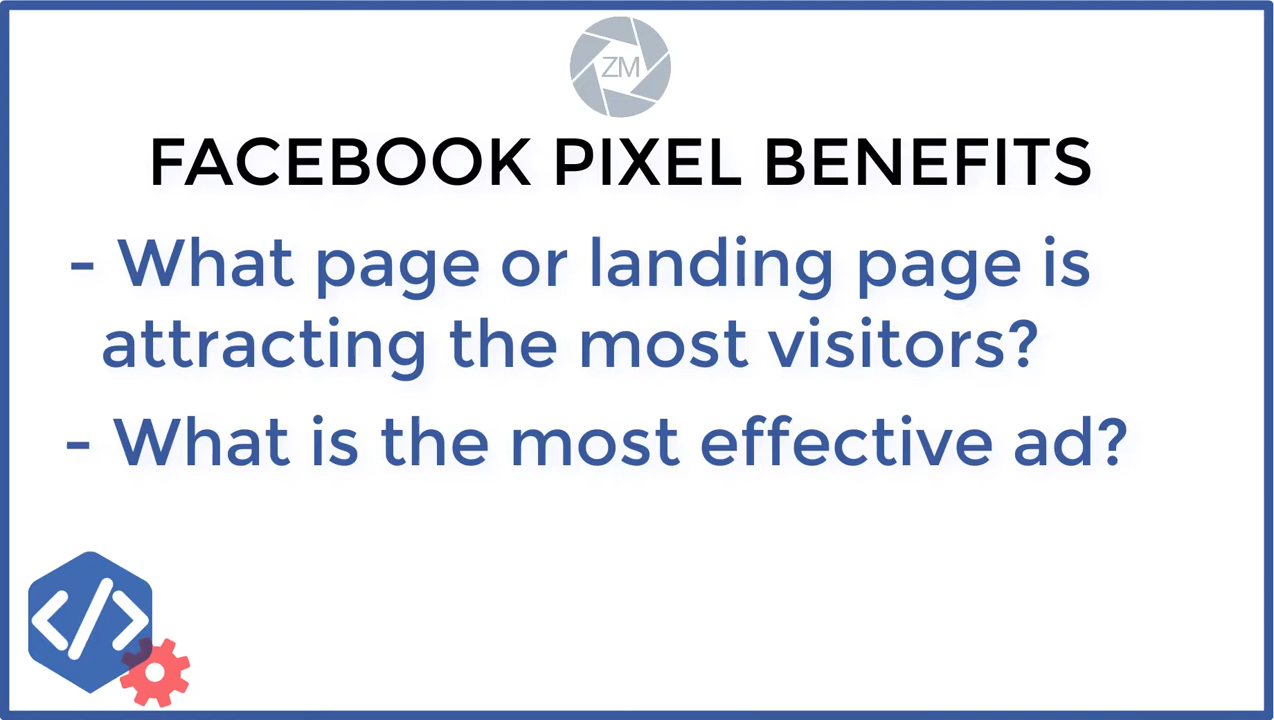 ZM
FACEBOOK PIXEL BENEFITS
- What page or landing page is
attracting the most visitors?
- What is the most effective ad?
</>